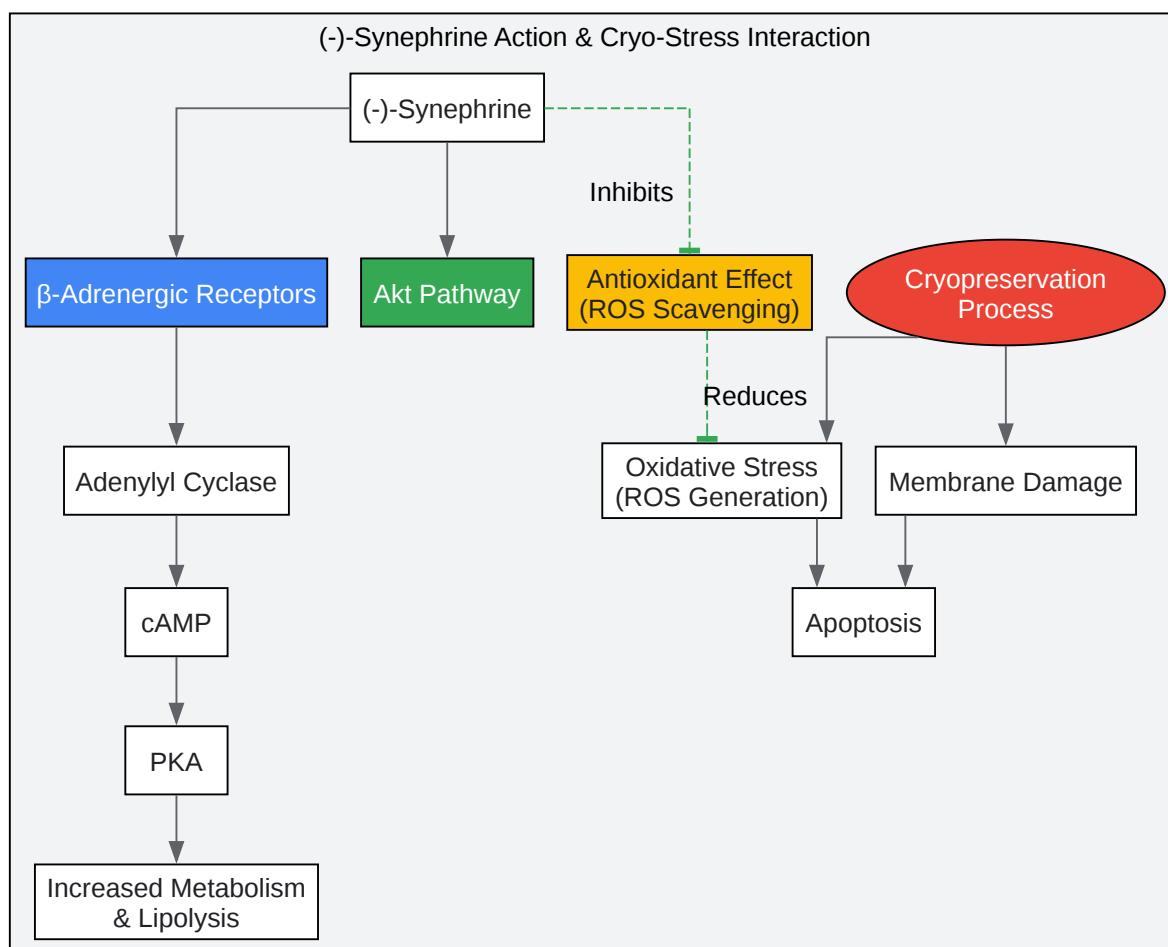 (-)-Synephrine Action & Cryo-Stress Interaction
(-)-Synephrine
Inhibits
β-Adrenergic Receptors
Akt Pathway
Antioxidant Effect
(ROS Scavenging)
Cryopreservation
Process
Reduces
Adenylyl Cyclase
Oxidative Stress
(ROS Generation)
Membrane Damage
cAMP
Apoptosis
PKA
Increased Metabolism
& Lipolysis